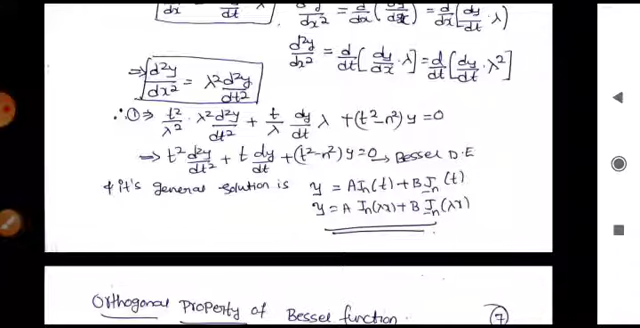 d²y/dx² = d/dx( ) = d/dx[dy/dt · λ)
d²y/dx² = d/dt[dy/dx · λ] = d/dt[dy/dt · λ²]
⇒ d²y/dx² = λ² d²y/dt²
∴ ① ⇒ t²/λ² · λ² d²y/dt² + t/λ dy/dt λ + (t²-n²) y = 0
⇒ t² d²y/dt² + t dy/dt + (t²-n²) y = 0 → Bessel D.E
& it's general solution is y = A Jn(t) + B J-n(t)
y = A Jn(λx) + B J-n(λx)
Orthogonal Property of Bessel function. ⑦